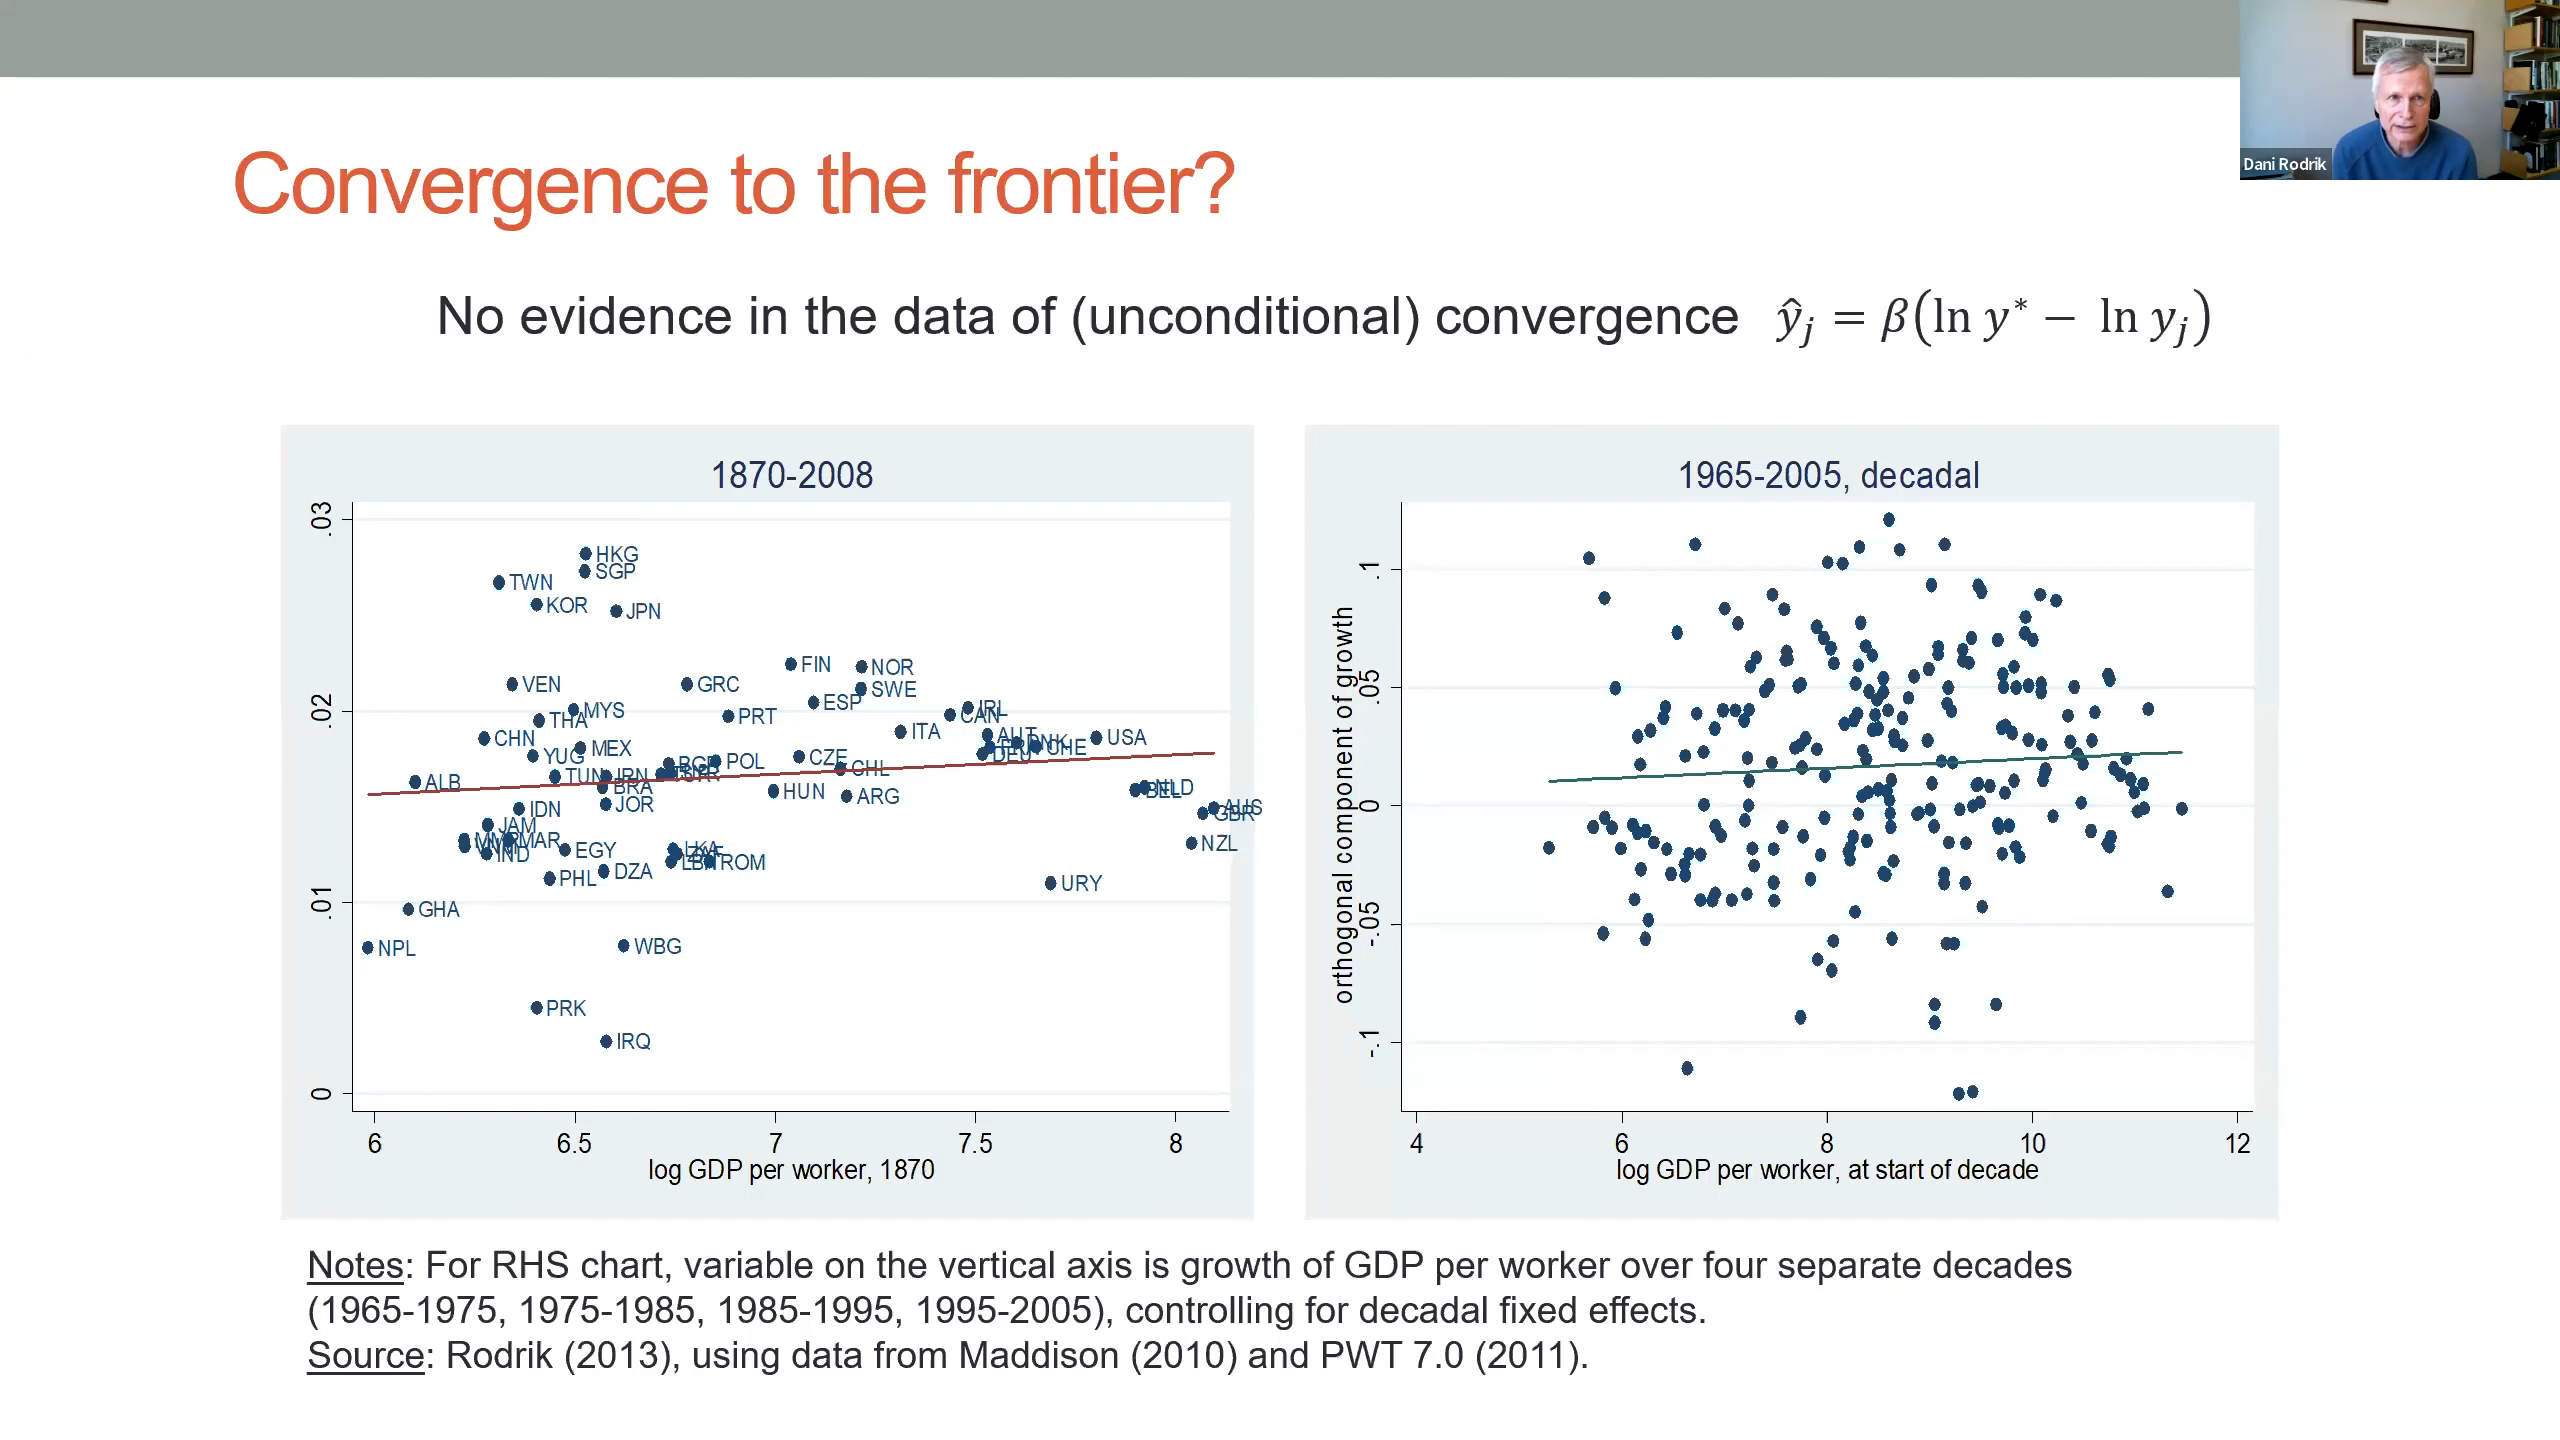 Dani Rodrik
Convergence to the frontier?
No evidence in the data of (unconditional) convergence ŷⱼ = β(ln y* − ln yⱼ)
1870-2008
.03
.02
.01
0
HKG
SGP
TWN
KOR
JPN
FIN
NOR
VEN
GRC
SWE
ESP
MYS
PRT
IRL
CAN
THA
ITA
AUT
CHN
USA
MEX
CHE
YUG
CZE
DEU
POL
CHL
TUN
IRN
ALB
BRA
NLD
BEL
HUN
ARG
JOR
IDN
AUS
GBR
JAM
MAR
NZL
IND
EGY
LKA
ROM
DZA
PHL
URY
GHA
WBG
NPL
PRK
IRQ
6
6.5
7
7.5
8
log GDP per worker, 1870
1965-2005, decadal
orthogonal component of growth
.1
.05
0
-.05
-.1
4
6
8
10
12
log GDP per worker, at start of decade
Notes: For RHS chart, variable on the vertical axis is growth of GDP per worker over four separate decades
(1965-1975, 1975-1985, 1985-1995, 1995-2005), controlling for decadal fixed effects.
Source: Rodrik (2013), using data from Maddison (2010) and PWT 7.0 (2011).